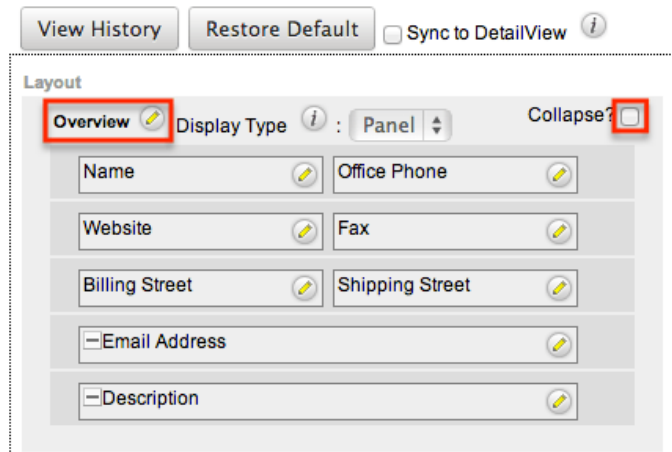 View History Restore Default Sync to DetailView i
Layout
Overview Display Type i : Panel Collapse?
Name Office Phone
Website Fax
Billing Street Shipping Street
Email Address
Description